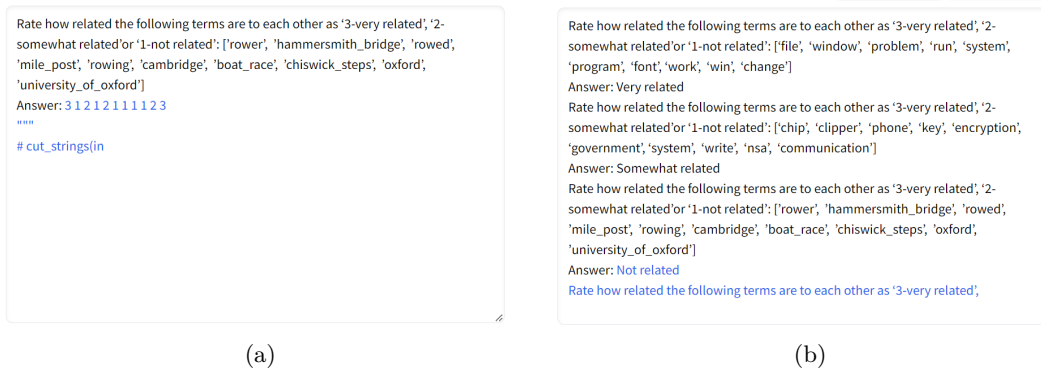 Rate how related the following terms are to each other as ‘3-very related’, ‘2-
somewhat related’or ‘1-not related’: [’rower’, ’hammersmith_bridge’, ’rowed’,
’mile_post’, ’rowing’, ’cambridge’, ’boat_race’, ’chiswick_steps’, ’oxford’,
’university_of_oxford’]
Answer: 3 1 2 1 2 1 1 1 1 2 3
"""
# cut_strings(in
(a)
Rate how related the following terms are to each other as ‘3-very related’, ‘2-
somewhat related’or ‘1-not related’: [‘file’, ‘window’, ‘problem’, ‘run’, ‘system’,
‘program’, ‘font’,‘work’, ‘win’, ‘change’]
Answer: Very related
Rate how related the following terms are to each other as ‘3-very related’, ‘2-
somewhat related’or ‘1-not related’: [‘chip’, ‘clipper’, ‘phone’, ‘key’, ‘encryption’,
‘government’,‘system’, ‘write’, ‘nsa’, ‘communication’]
Answer: Somewhat related
Rate how related the following terms are to each other as ‘3-very related’, ‘2-
somewhat related’or ‘1-not related’: [’rower’, ’hammersmith_bridge’, ’rowed’,
’mile_post’, ’rowing’, ’cambridge’, ’boat_race’, ’chiswick_steps’, ’oxford’,
’university_of_oxford’]
Answer: Not related
Rate how related the following terms are to each other as ‘3-very related’,
(b)